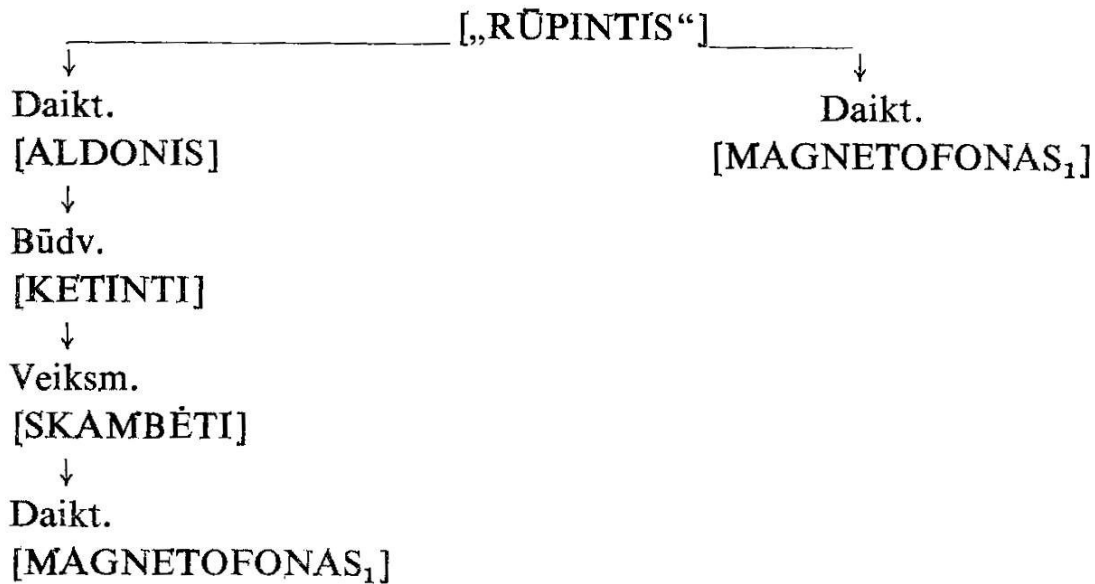 [„RŪPINTIS“]
Daikt. Daikt.
[ALDONIS] [MAGNETOFONAS₁]
Būdv.
[KETINTI]
Veiksm.
[SKAMBĖTI]
Daikt.
[MAGNETOFONAS₁]